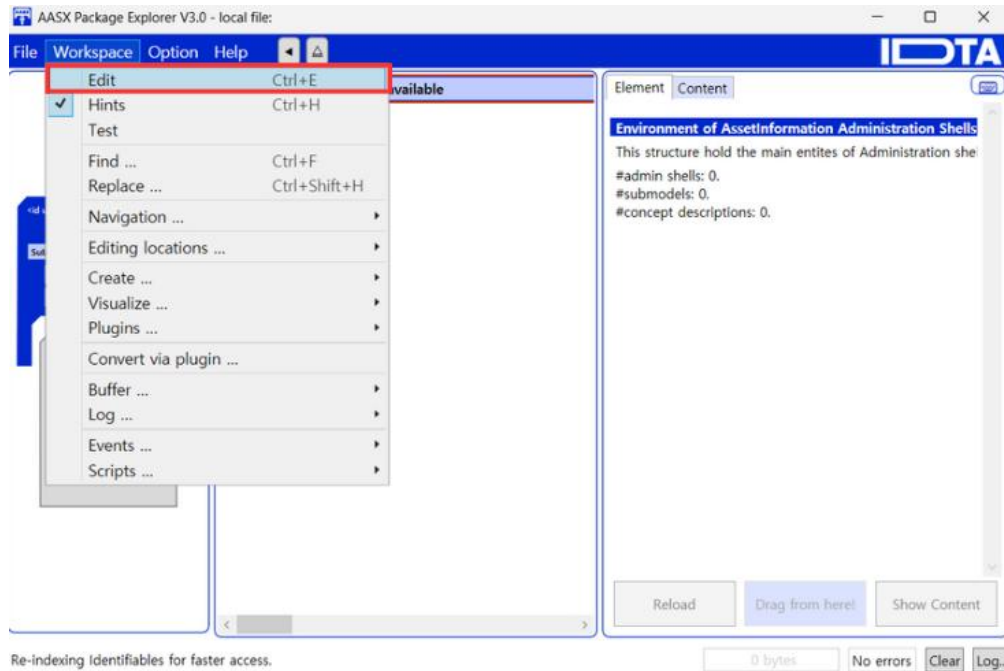 AASX Package Explorer V3.0 - local file:
File Workspace Option Help
IDTA
Edit Ctrl+E
Hints Ctrl+H
Test
Find ... Ctrl+F
Replace ... Ctrl+Shift+H
Navigation ...
Editing locations ...
Create ...
Visualize ...
Plugins ...
Convert via plugin ...
Buffer ...
Log ...
Events ...
Scripts ...
Element Content
Environment of AssetInformation Administration Shells
This structure hold the main entites of Administration she
#admin shells: 0.
#submodels: 0.
#concept descriptions: 0.
Reload Drag from here! Show Content
Re-indexing Identifiables for faster access. 0 bytes No errors Clear Log